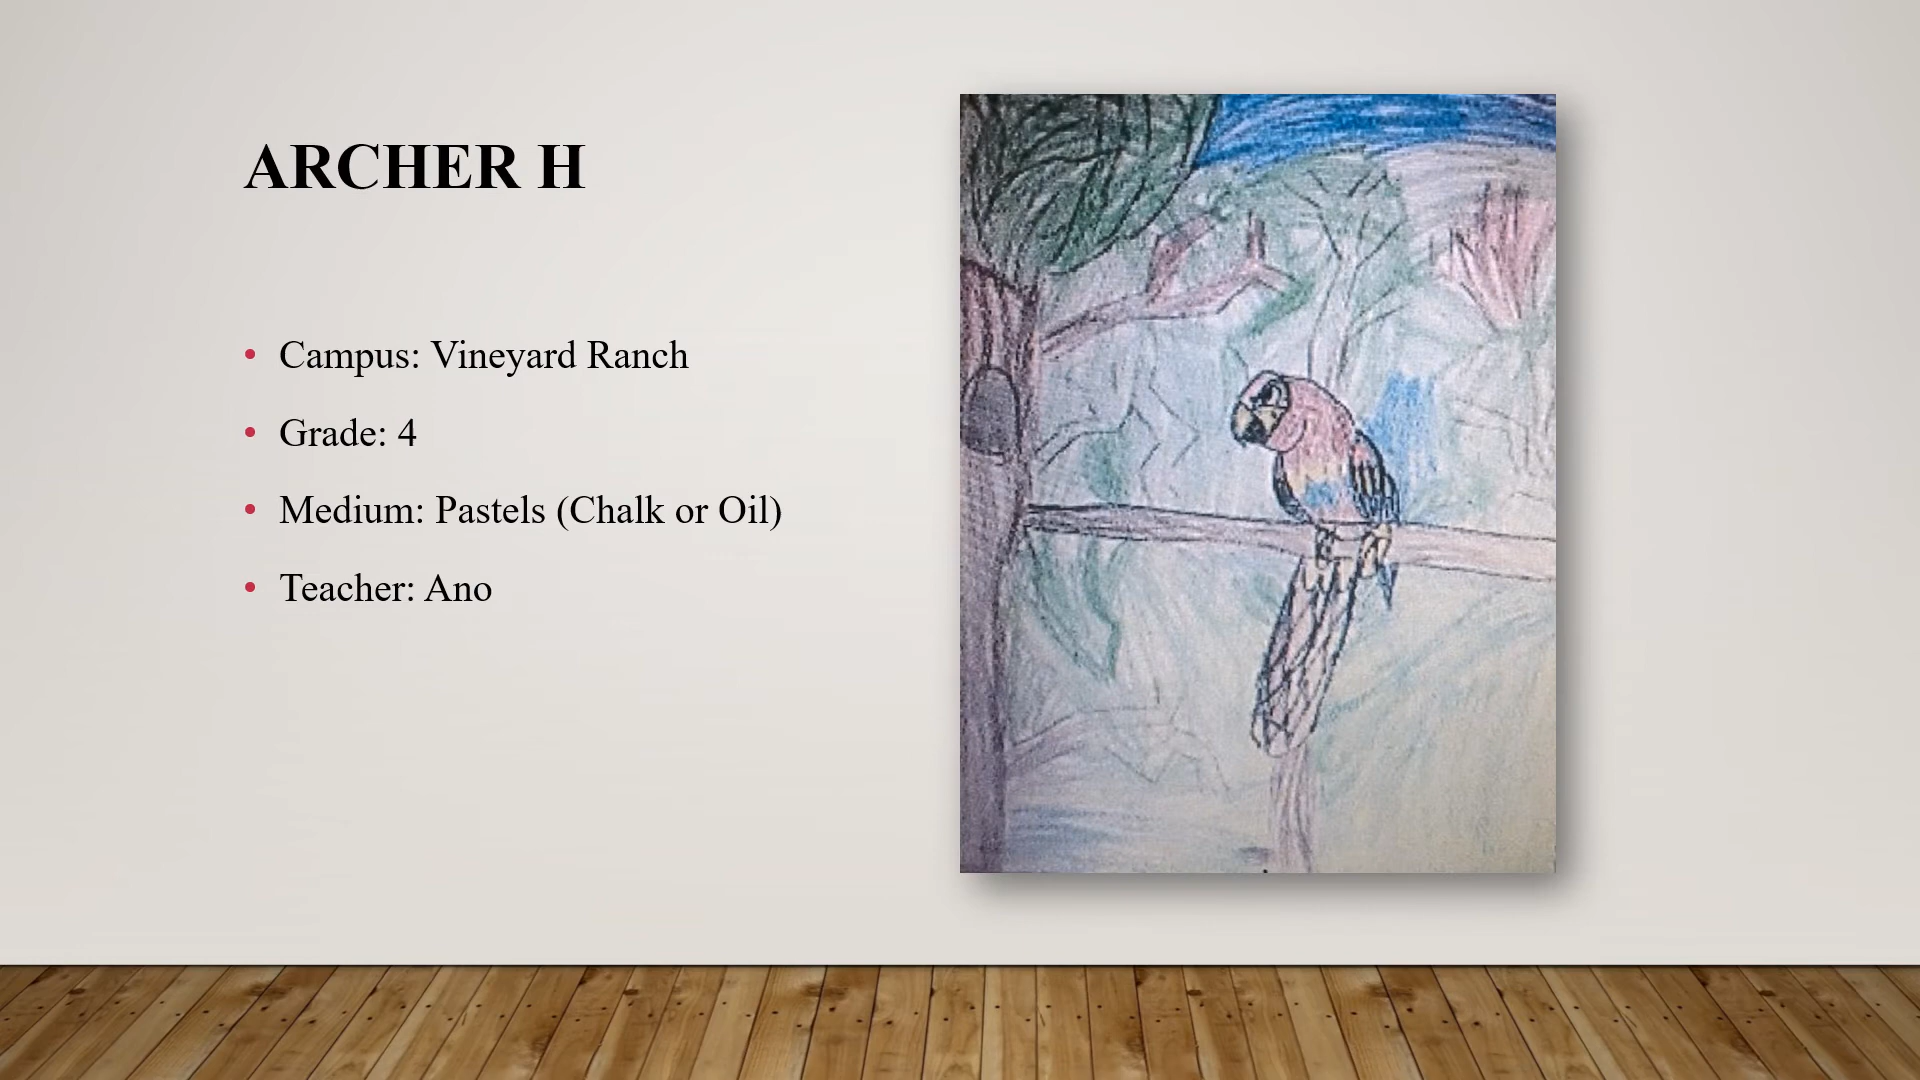 ARCHER H
• Campus: Vineyard Ranch
• Grade: 4
• Medium: Pastels (Chalk or Oil)
• Teacher: Ano